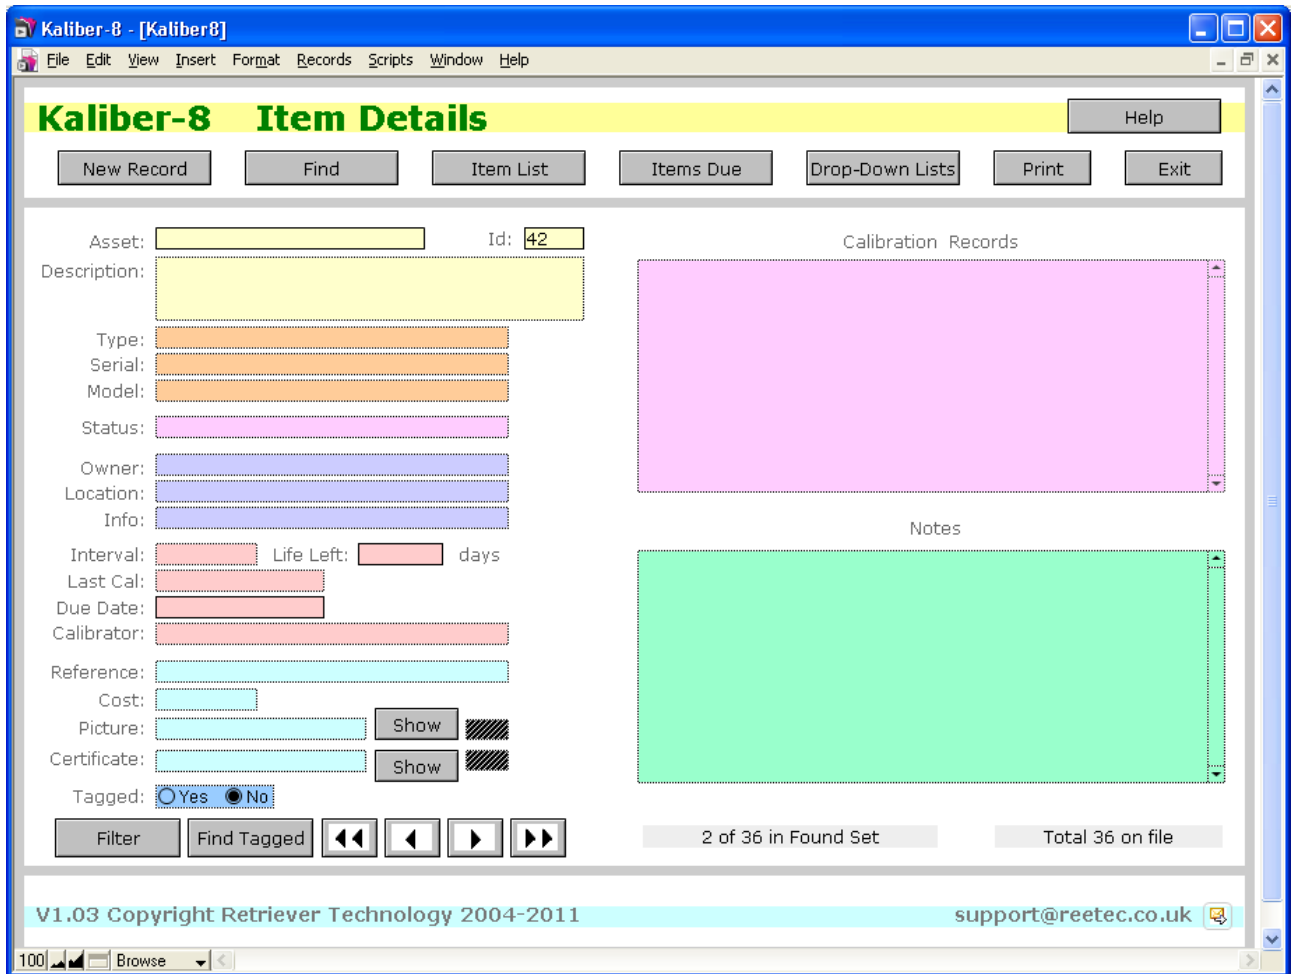 Kaliber-8 - [Kaliber8]
File Edit View Insert Format Records Scripts Window Help
Kaliber-8 Item Details
Help
New Record Find Item List Items Due Drop-Down Lists Print Exit
Asset: Id: 42
Calibration Records
Description:
Type:
Serial:
Model:
Status:
Owner:
Location:
Info:
Notes
Interval: Life Left: days
Last Cal:
Due Date:
Calibrator:
Reference:
Cost:
Picture: Show
Certificate: Show
Tagged: Yes No
Filter Find Tagged 2 of 36 in Found Set Total 36 on file
V1.03 Copyright Retriever Technology 2004-2011 support@reetec.co.uk
100 Browse